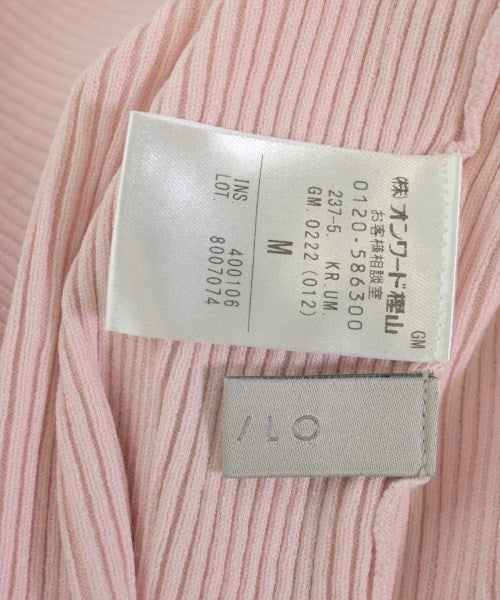 GM
(株)オンワード樫山
お客様相談室
0120-586300
237-5. KR.UM.
GM.0222 (012)
M
INS. 400106
LOT. 8007074